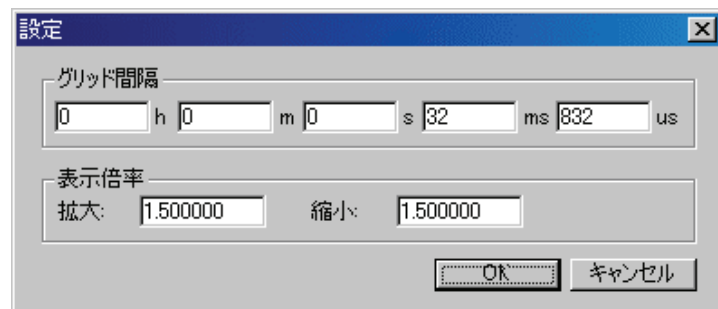 設定
グリッド間隔
0 h 0 m 0 s 32 ms 832 us
表示倍率
拡大: 1.500000 縮小: 1.500000
OK キャンセル